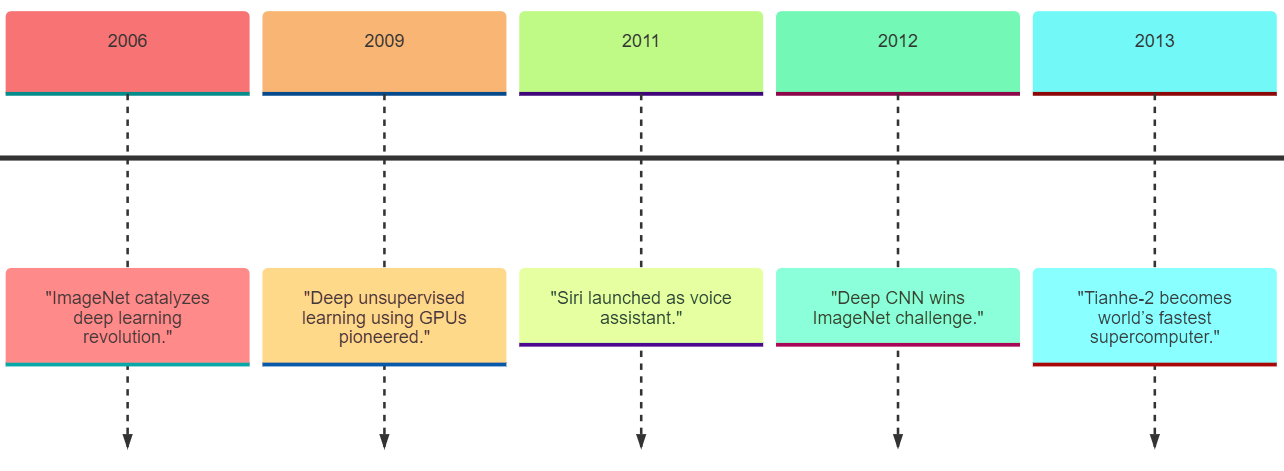 2006
2009
2011
2012
2013
"ImageNet catalyzes
deep learning
revolution."
"Deep unsupervised
learning using GPUs
pioneered."
"Siri launched as voice
assistant."
"Deep CNN wins
ImageNet challenge."
"Tianhe-2 becomes
world’s fastest
supercomputer."